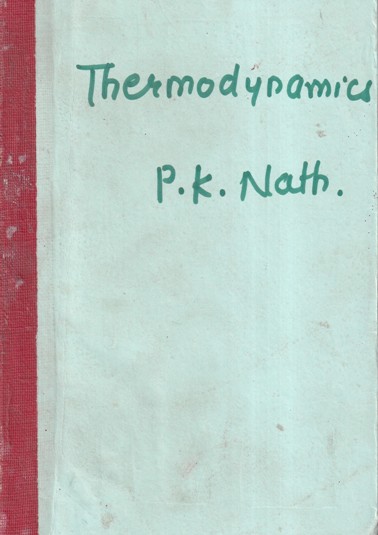 Thermodynamics
P.K. Nath.